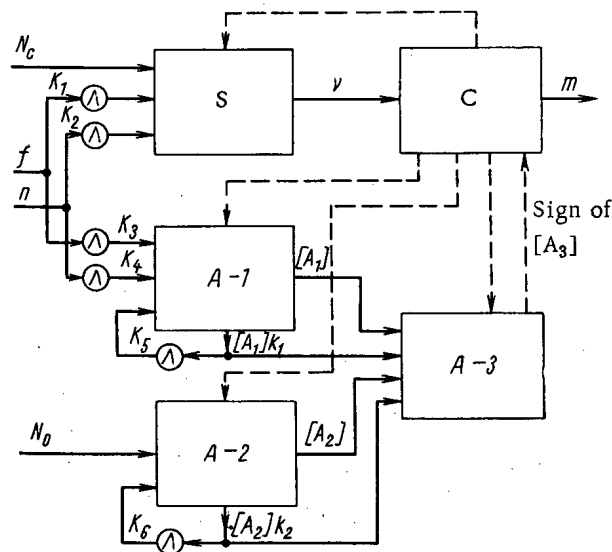 N_c
K_1
S
ν
C
m
K_2
f
n
Sign of
[A_3]
K_3
K_4
A-1
[A_1]
K_5
[A_1]k_1
A-3
N_0
A-2
[A_2]
K_6
[A_2]k_2
Λ
Λ
Λ
Λ
Λ
Λ